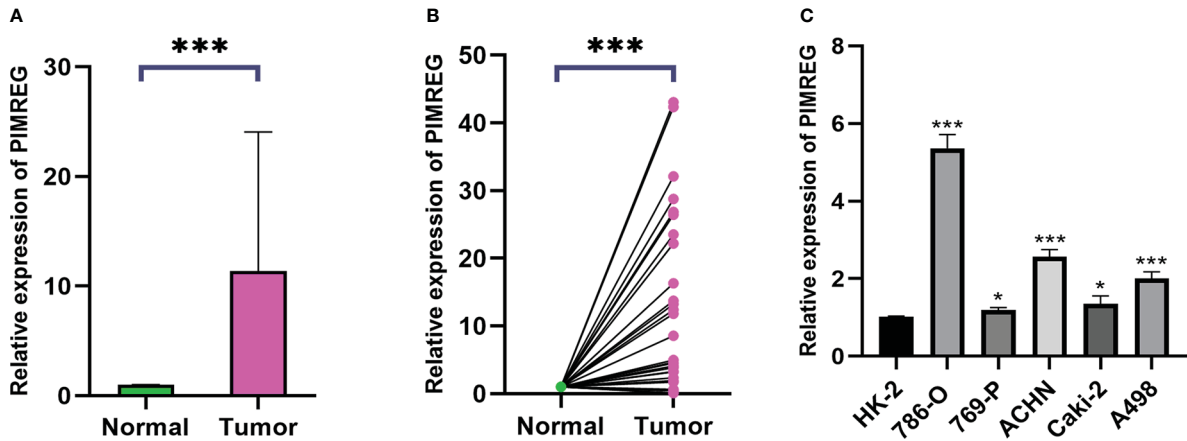 A
Relative expression of PIMREG
30
20
10
0
***
Normal
Tumor
B
Relative expression of PIMREG
50
40
30
20
10
0
***
Normal
Tumor
C
Relative expression of PIMREG
8
6
4
2
0
***
*
***
*
***
HK-2
786-O
769-P
ACHN
Caki-2
A498